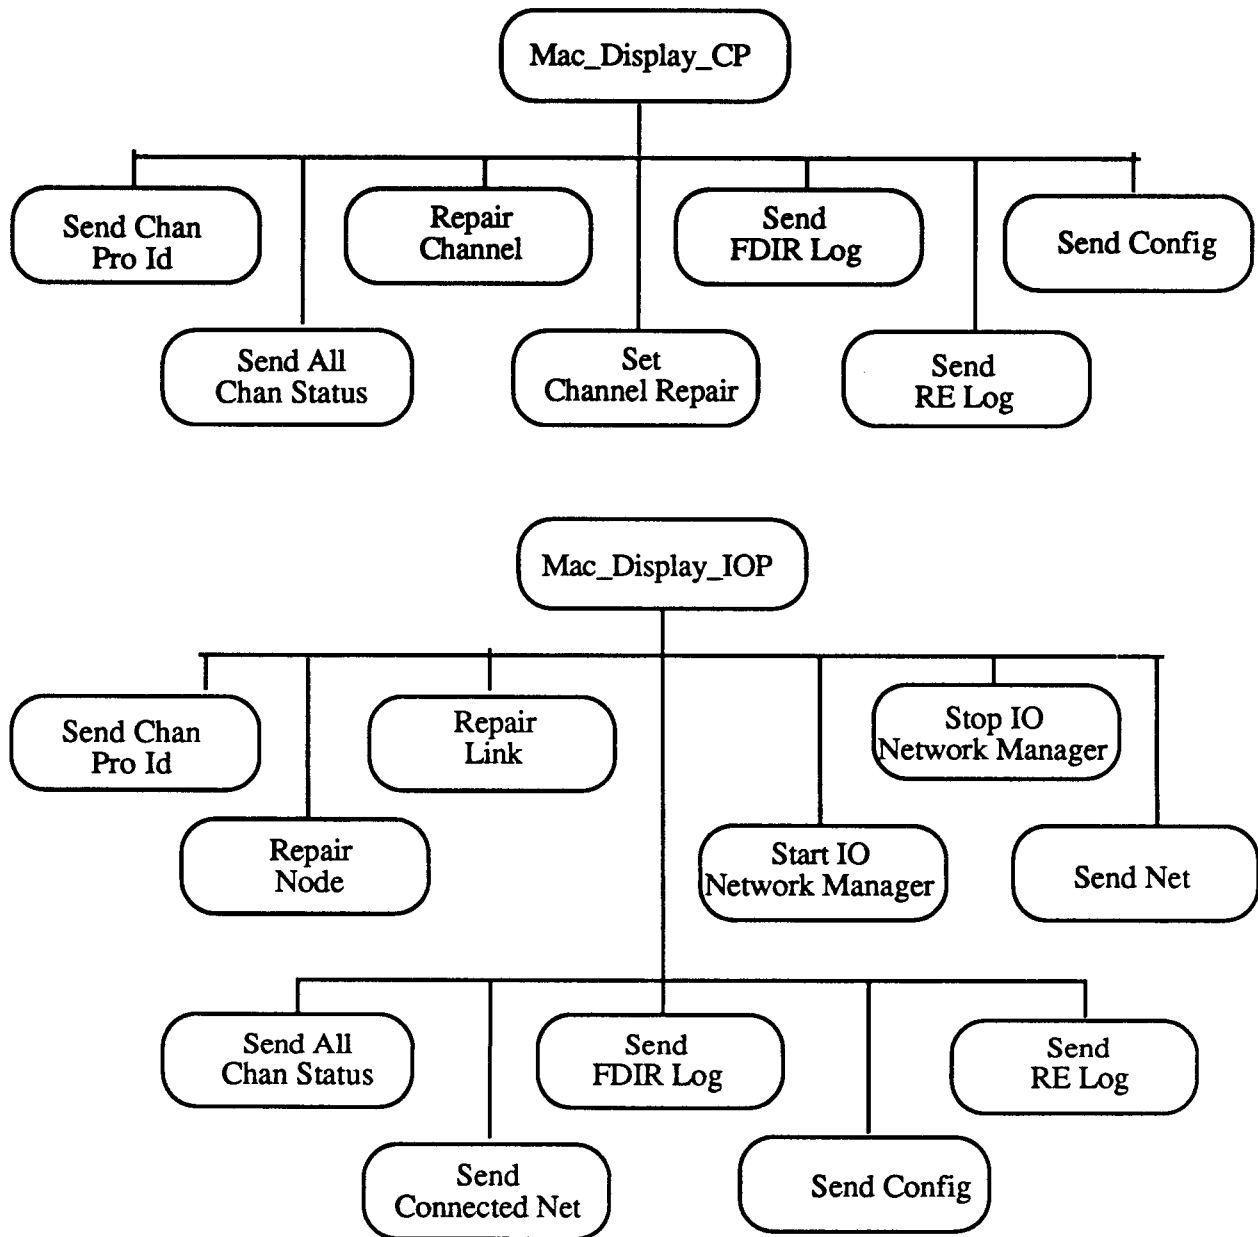 Mac_Display_CP
Send Chan
Pro Id
Repair
Channel
Send
FDIR Log
Send Config
Send All
Chan Status
Set
Channel Repair
Send
RE Log
Mac_Display_IOP
Send Chan
Pro Id
Repair
Link
Stop IO
Network Manager
Repair
Node
Start IO
Network Manager
Send Net
Send All
Chan Status
Send
FDIR Log
Send
RE Log
Send
Connected Net
Send Config